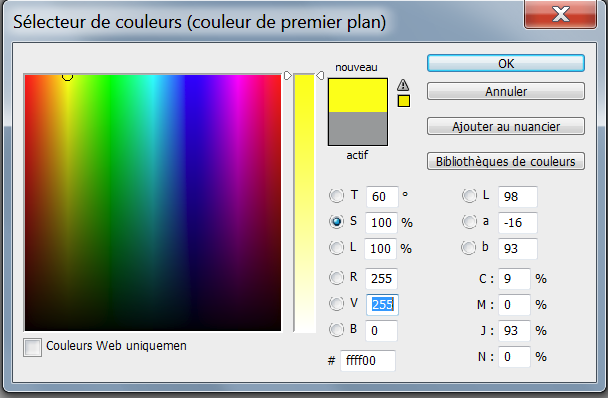 Sélecteur de couleurs (couleur de premier plan)
nouveau
actif
OK
Annuler
Ajouter au nuancier
Bibliothèques de couleurs
T 60 °
S 100 %
L 100 %
R 255
V 255
B 0
# ffff00
L 98
a -16
b 93
C : 9 %
M : 0 %
J : 93 %
N : 0 %
Couleurs Web uniquemen